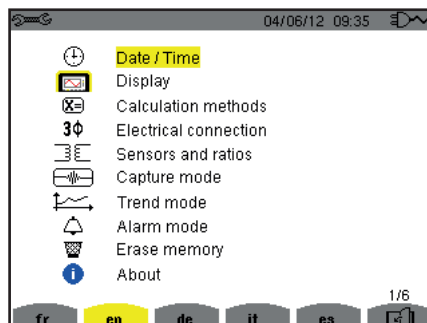 04/06/12 09:35
Date / Time
Display
X= Calculation methods
3Φ Electrical connection
Sensors and ratios
Capture mode
Trend mode
Alarm mode
Erase memory
i About
1/6
fr en de it es